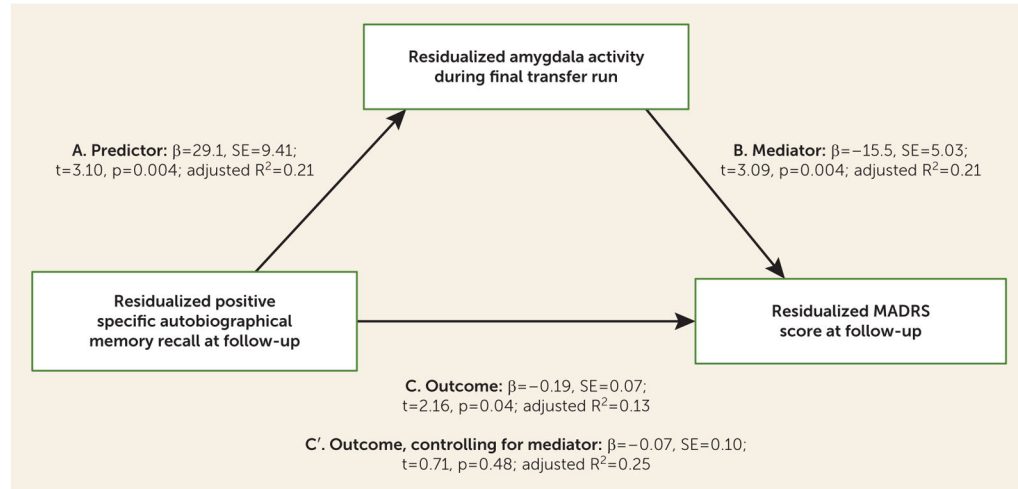 Residualized amygdala activity
during final transfer run
A. Predictor: β=29.1, SE=9.41;
t=3.10, p=0.004; adjusted R²=0.21
B. Mediator: β=−15.5, SE=5.03;
t=3.09, p=0.004; adjusted R²=0.21
Residualized positive
specific autobiographical
memory recall at follow-up
Residualized MADRS
score at follow-up
C. Outcome: β=−0.19, SE=0.07;
t=2.16, p=0.04; adjusted R²=0.13
C′. Outcome, controlling for mediator: β=−0.07, SE=0.10;
t=0.71, p=0.48; adjusted R²=0.25